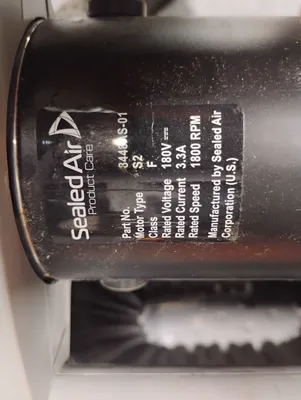 Sealed Air
Product Care
Part No.
Motor Type S2
Class F
Rated Voltage 180V
Rated Current 3.3A
Rated Speed 1800 RPM
Manufactured by Sealed Air
Corporation (U.S.)